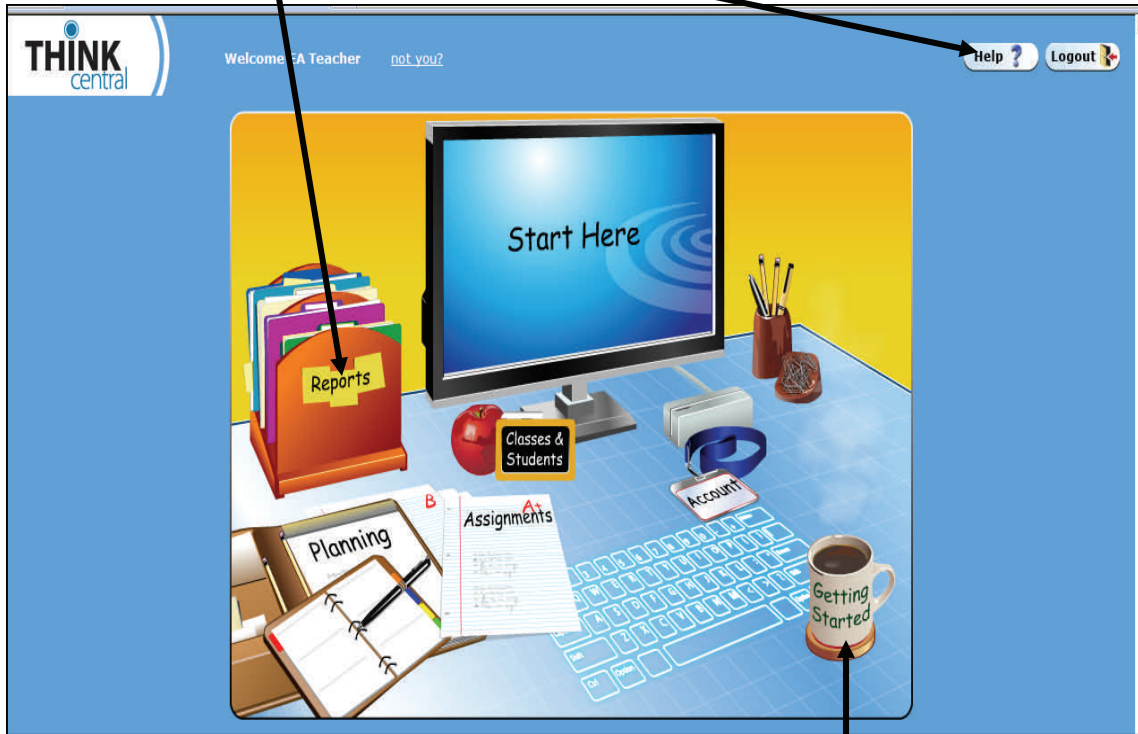 THINK
central
Welcome EA Teacher not you?
Help ?
Logout
Start Here
Reports
Classes &
Students
Account
B
A+
Assignments
Planning
Getting
Started